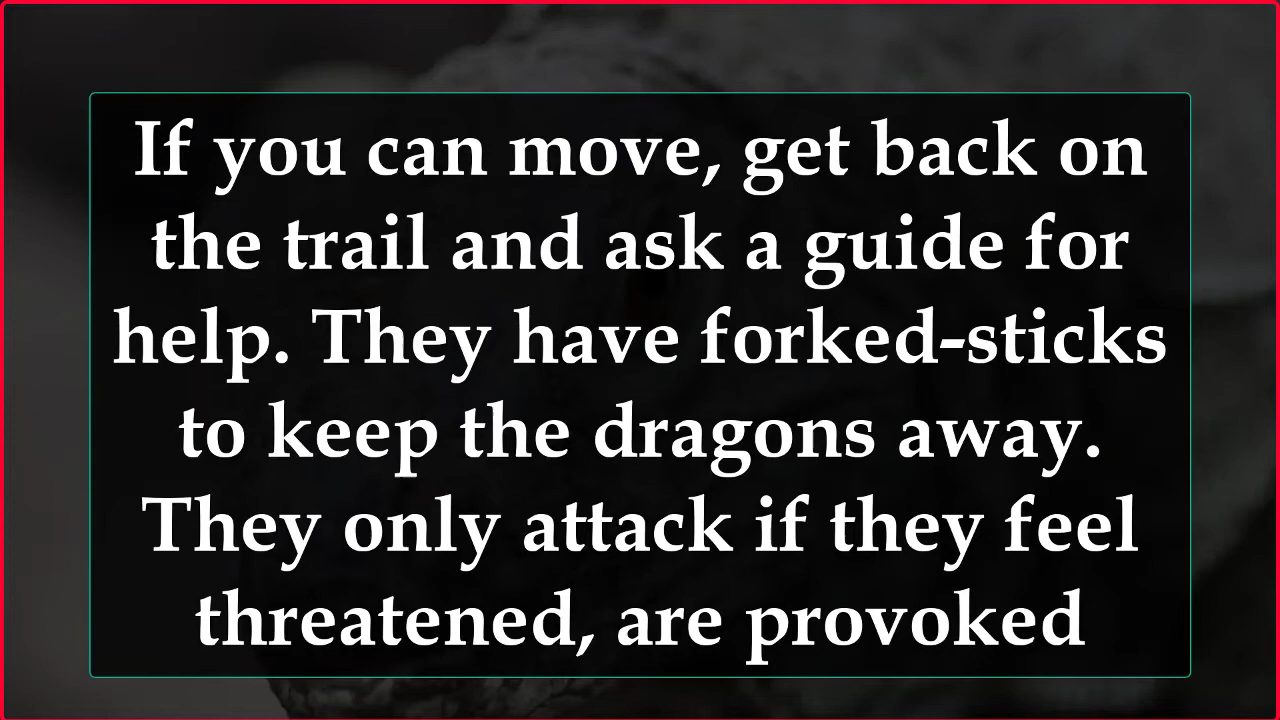 If you can move, get back on
the trail and ask a guide for
help. They have forked-sticks
to keep the dragons away.
They only attack if they feel
threatened, are provoked